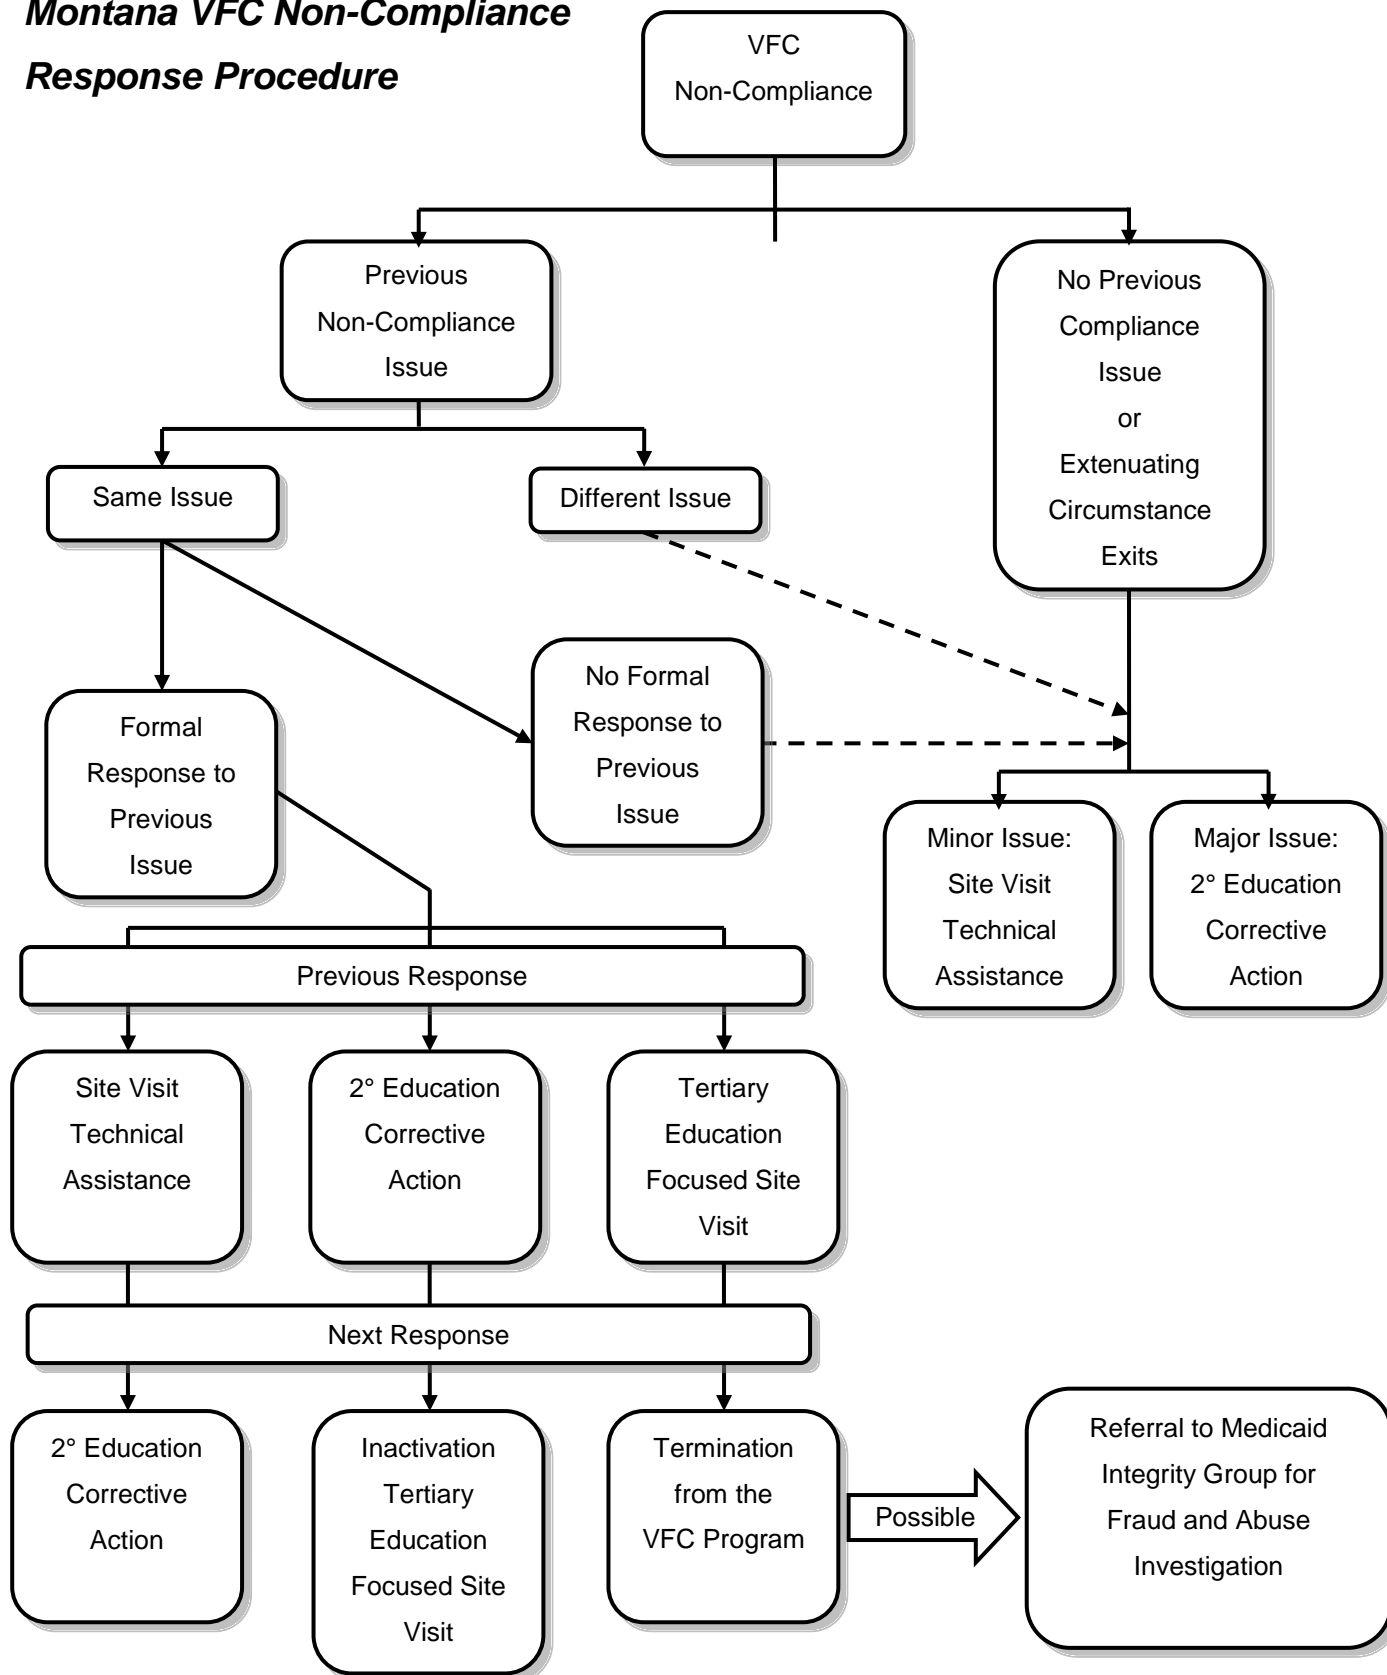 Montana VFC Non-Compliance
Response Procedure
VFC
Non-Compliance
Previous
Non-Compliance
Issue
No Previous
Compliance
Issue
or
Extenuating
Circumstance
Exits
Same Issue
Different Issue
Formal
Response to
Previous
Issue
No Formal
Response to
Previous
Issue
Minor Issue:
Site Visit
Technical
Assistance
Major Issue:
2° Education
Corrective
Action
Previous Response
Site Visit
Technical
Assistance
2° Education
Corrective
Action
Tertiary
Education
Focused Site
Visit
Next Response
2° Education
Corrective
Action
Inactivation
Tertiary
Education
Focused Site
Visit
Termination
from the
VFC Program
Possible
Referral to Medicaid
Integrity Group for
Fraud and Abuse
Investigation